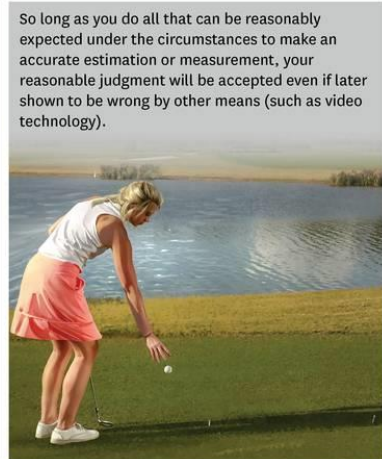 So long as you do all that can be reasonably
expected under the circumstances to make an
accurate estimation or measurement, your
reasonable judgment will be accepted even if later
shown to be wrong by other means (such as video
technology).